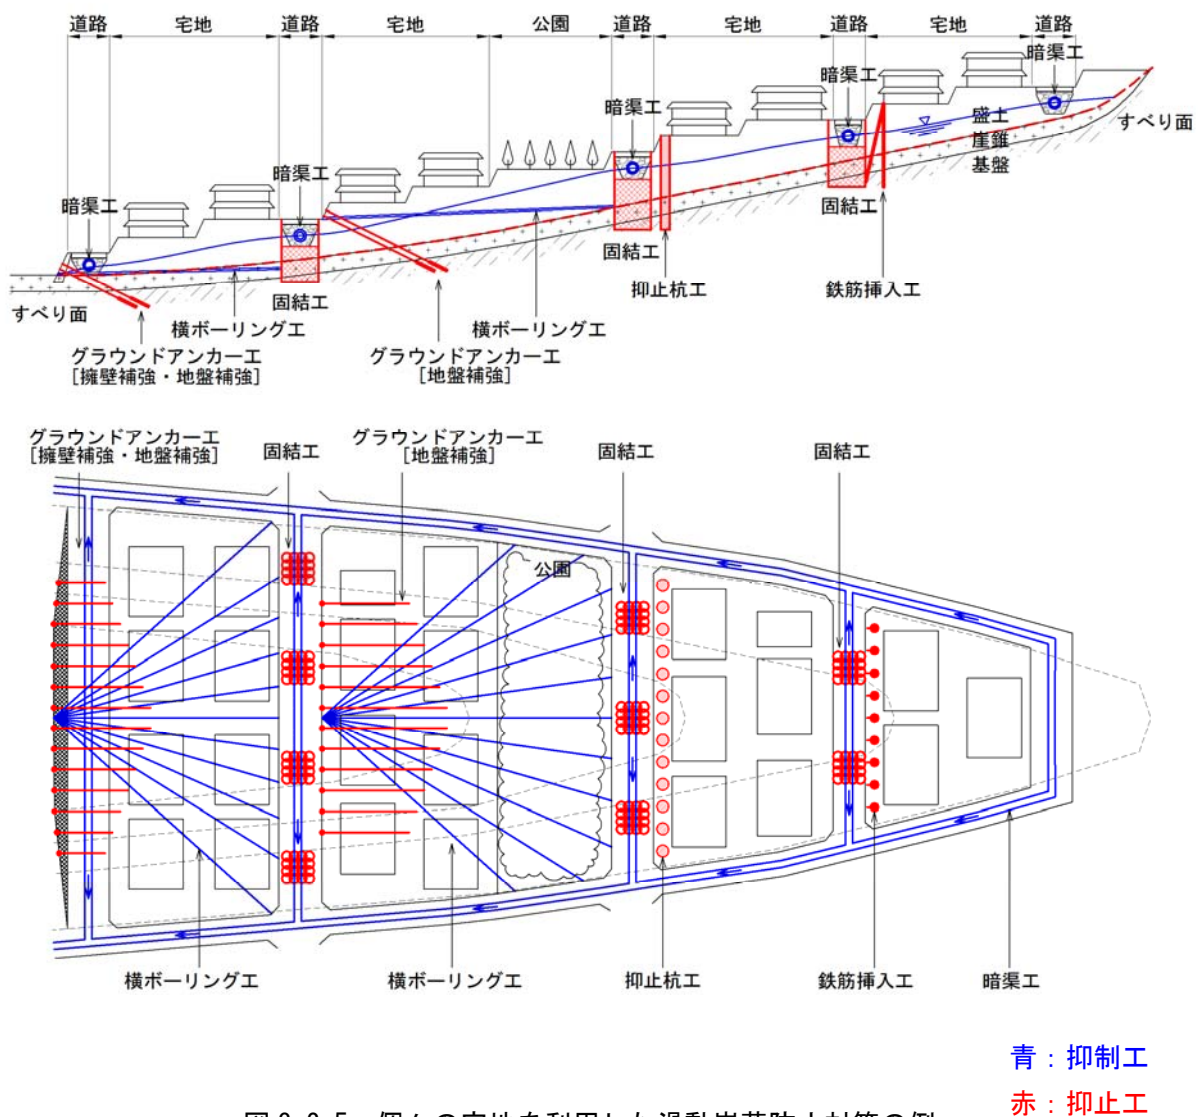 道路 宅地 道路 宅地 公園 道路 宅地 道路 宅地 道路
暗渠工
暗渠工
暗渠工
暗渠工
暗渠工
盛土
崖錐
基盤
すべり面
固結工
固結工
固結工
抑止杭工
鉄筋挿入工
すべり面
横ボーリング工
横ボーリング工
グラウンドアンカー工
[擁壁補強・地盤補強]
グラウンドアンカー工
[地盤補強]
グラウンドアンカー工
[擁壁補強・地盤補強]
固結工
グラウンドアンカー工
[地盤補強]
固結工
固結工
公園
横ボーリング工
横ボーリング工
抑止杭工
鉄筋挿入工
暗渠工
青：抑制工
赤：抑止工